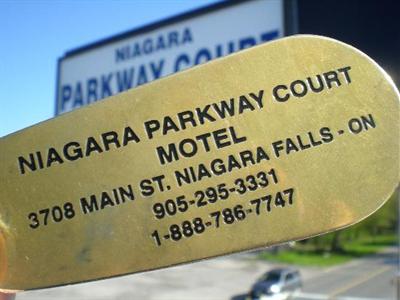 NIAGARA
PARKWAY COURT
NIAGARA PARKWAY COURT
MOTEL
3708 MAIN ST. NIAGARA FALLS - ON
905-295-3331
1-888-786-7747